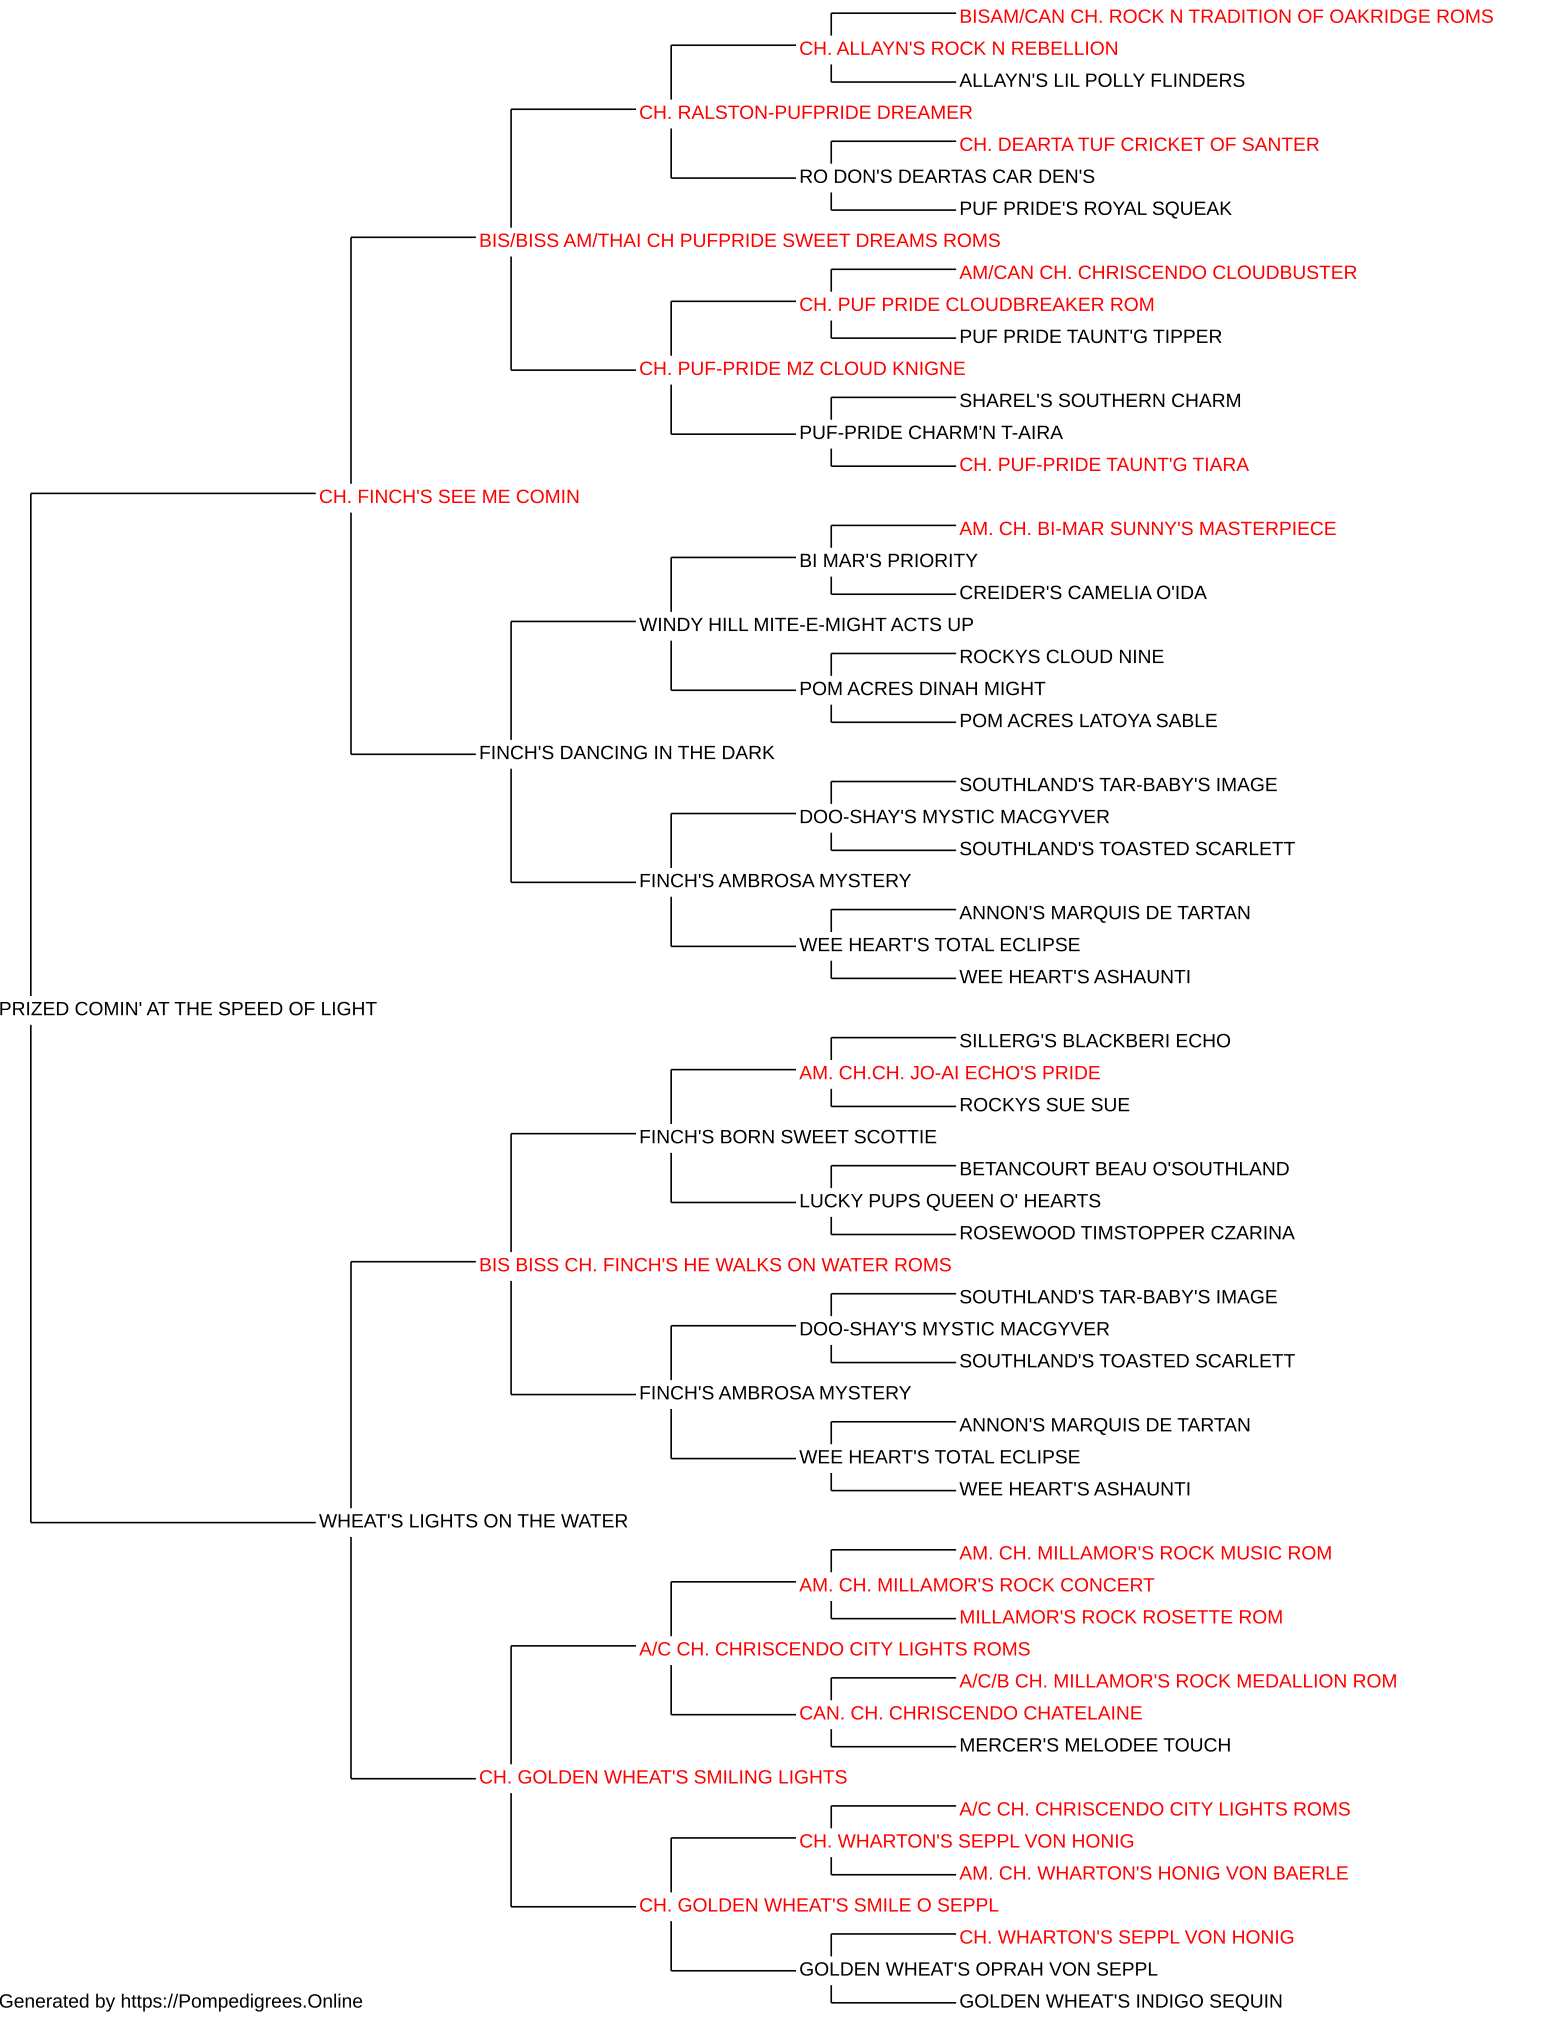 BISAM/CAN CH. ROCK N TRADITION OF OAKRIDGE ROMS
CH. ALLAYN'S ROCK N REBELLION
ALLAYN'S LIL POLLY FLINDERS
CH. RALSTON-PUFPRIDE DREAMER
CH. DEARTA TUF CRICKET OF SANTER
RO DON'S DEARTAS CAR DEN'S
PUF PRIDE'S ROYAL SQUEAK
BIS/BISS AM/THAI CH PUFPRIDE SWEET DREAMS ROMS
AM/CAN CH. CHRISCENDO CLOUDBUSTER
CH. PUF PRIDE CLOUDBREAKER ROM
PUF PRIDE TAUNT'G TIPPER
CH. PUF-PRIDE MZ CLOUD KNIGNE
SHAREL'S SOUTHERN CHARM
PUF-PRIDE CHARM'N T-AIRA
CH. PUF-PRIDE TAUNT'G TIARA
CH. FINCH'S SEE ME COMIN
AM. CH. BI-MAR SUNNY'S MASTERPIECE
BI MAR'S PRIORITY
CREIDER'S CAMELIA O'IDA
WINDY HILL MITE-E-MIGHT ACTS UP
ROCKYS CLOUD NINE
POM ACRES DINAH MIGHT
POM ACRES LATOYA SABLE
FINCH'S DANCING IN THE DARK
SOUTHLAND'S TAR-BABY'S IMAGE
DOO-SHAY'S MYSTIC MACGYVER
SOUTHLAND'S TOASTED SCARLETT
FINCH'S AMBROSA MYSTERY
ANNON'S MARQUIS DE TARTAN
WEE HEART'S TOTAL ECLIPSE
WEE HEART'S ASHAUNTI
PRIZED COMIN' AT THE SPEED OF LIGHT
SILLERG'S BLACKBERI ECHO
AM. CH.CH. JO-AI ECHO'S PRIDE
ROCKYS SUE SUE
FINCH'S BORN SWEET SCOTTIE
BETANCOURT BEAU O'SOUTHLAND
LUCKY PUPS QUEEN O' HEARTS
ROSEWOOD TIMSTOPPER CZARINA
BIS BISS CH. FINCH'S HE WALKS ON WATER ROMS
SOUTHLAND'S TAR-BABY'S IMAGE
DOO-SHAY'S MYSTIC MACGYVER
SOUTHLAND'S TOASTED SCARLETT
FINCH'S AMBROSA MYSTERY
ANNON'S MARQUIS DE TARTAN
WEE HEART'S TOTAL ECLIPSE
WEE HEART'S ASHAUNTI
WHEAT'S LIGHTS ON THE WATER
AM. CH. MILLAMOR'S ROCK MUSIC ROM
AM. CH. MILLAMOR'S ROCK CONCERT
MILLAMOR'S ROCK ROSETTE ROM
A/C CH. CHRISCENDO CITY LIGHTS ROMS
A/C/B CH. MILLAMOR'S ROCK MEDALLION ROM
CAN. CH. CHRISCENDO CHATELAINE
MERCER'S MELODEE TOUCH
CH. GOLDEN WHEAT'S SMILING LIGHTS
A/C CH. CHRISCENDO CITY LIGHTS ROMS
CH. WHARTON'S SEPPL VON HONIG
AM. CH. WHARTON'S HONIG VON BAERLE
CH. GOLDEN WHEAT'S SMILE O SEPPL
CH. WHARTON'S SEPPL VON HONIG
GOLDEN WHEAT'S OPRAH VON SEPPL
GOLDEN WHEAT'S INDIGO SEQUIN
Generated by https://Pompedigrees.Online